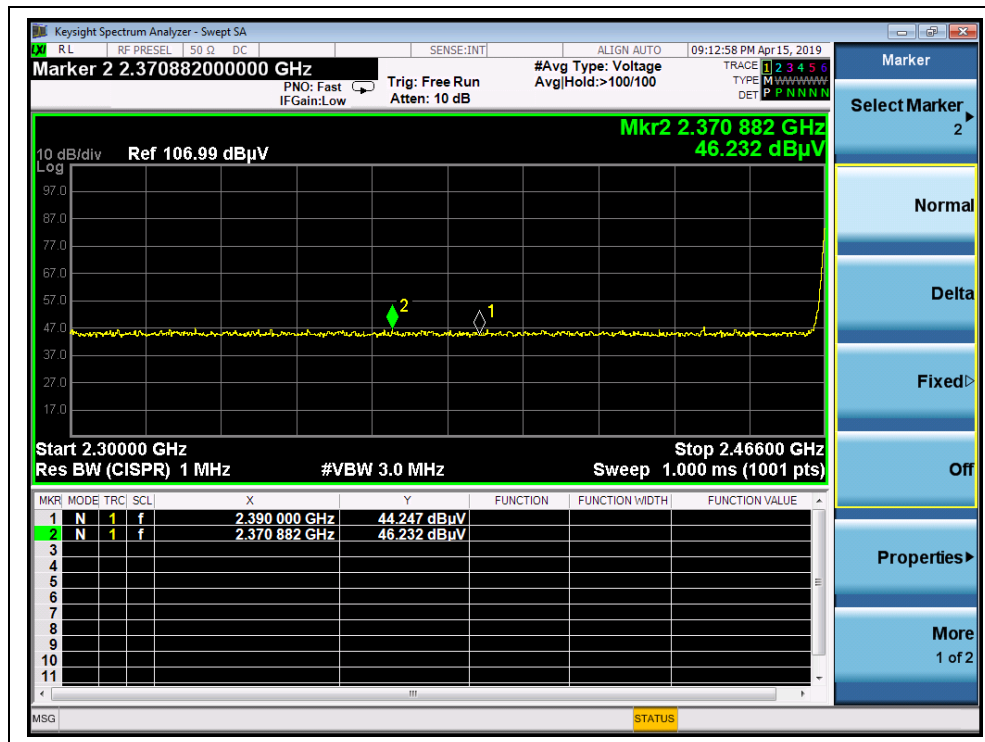 Keysight Spectrum Analyzer - Swept SA
LXI RL RF PRESEL 50 Ω DC SENSE:INT ALIGN AUTO 09:12:58 PM Apr 15, 2019
Marker 2 2.370882000000 GHz
PNO: Fast
IFGain:Low
Trig: Free Run
Atten: 10 dB
#Avg Type: Voltage
Avg|Hold:>100/100
TRACE 1 2 3 4 5 6
TYPE M WWWWW
DET P P N N N N
Mkr2 2.370 882 GHz
46.232 dBµV
10 dB/div Ref 106.99 dBµV
Log
97.0
87.0
77.0
67.0
57.0
47.0
37.0
27.0
17.0
2
1
Start 2.30000 GHz Stop 2.46600 GHz
Res BW (CISPR) 1 MHz #VBW 3.0 MHz Sweep 1.000 ms (1001 pts)
MKR MODE TRC SCL X Y FUNCTION FUNCTION WIDTH FUNCTION VALUE
1 N 1 f 2.390 000 GHz 44.247 dBµV
2 N 1 f 2.370 882 GHz 46.232 dBµV
3
4
5
6
7
8
9
10
11
MSG STATUS
Marker
Select Marker
2
Normal
Delta
Fixed
Off
Properties
More
1 of 2